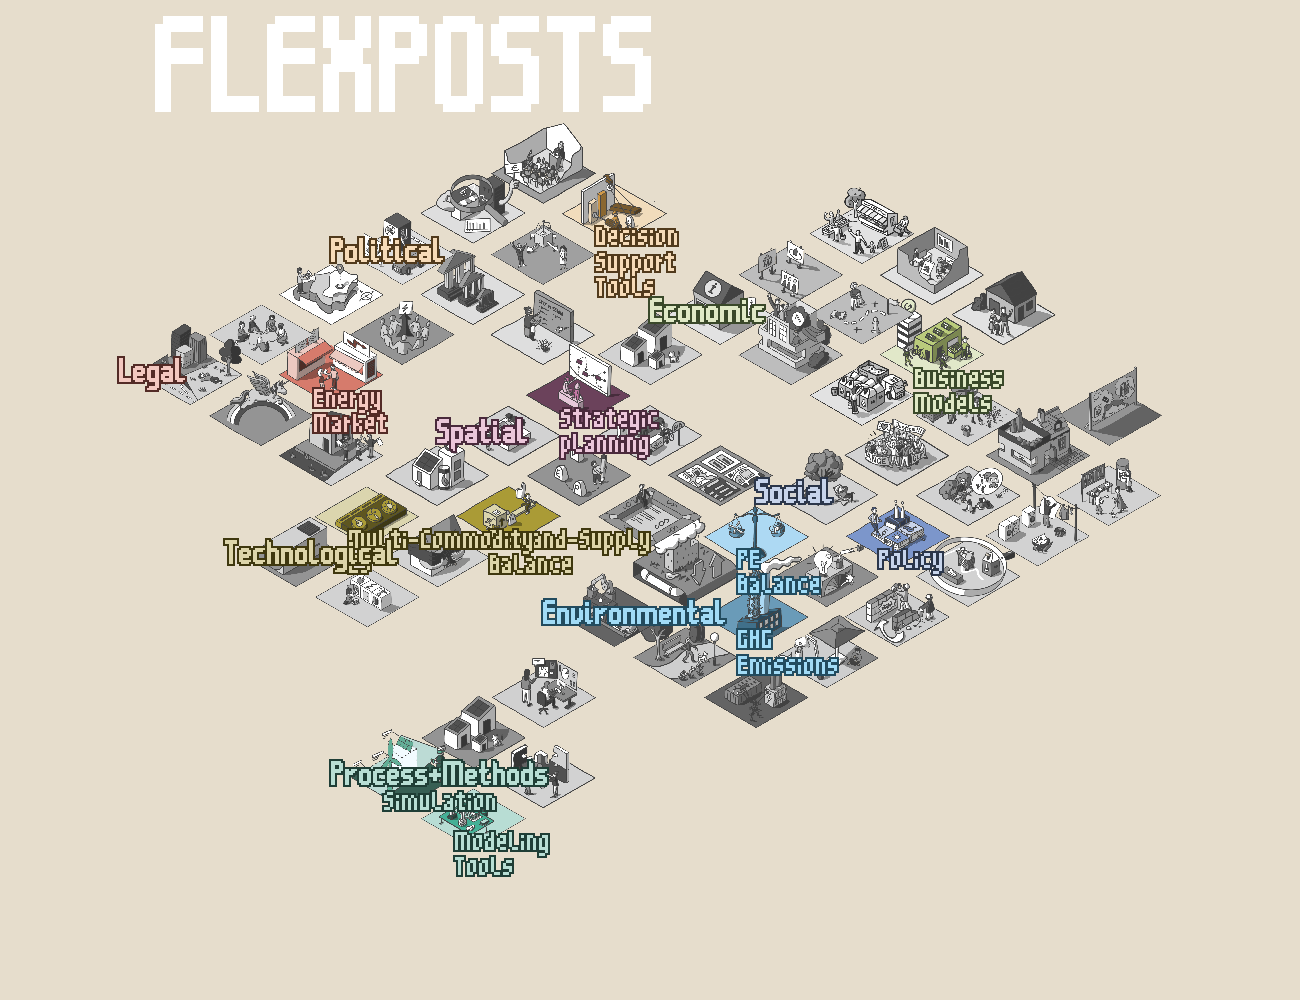 FLEXPOSTS
Political
Decision
Support
Tools
Economic
Legal
Energy
Market
Business
Models
Strategic
planning
Spatial
Social
Multi-Commodity
and-Supply
Balance
Technological
Policy
PE
Balance
Environmental
GHG
Emissions
Process+Methods
Simulation
Modeling
Tools